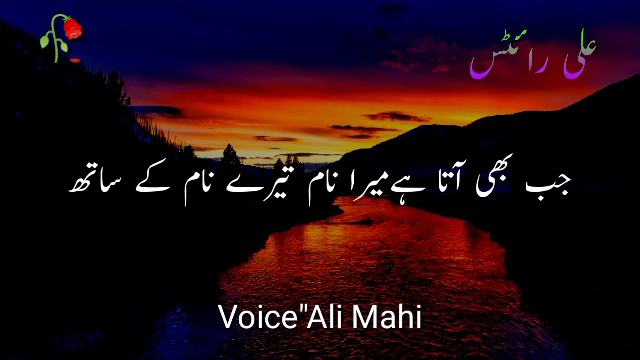 علی رائٹس
جب بھی آتا ہے میرا نام تیرے نام کے ساتھ
Voice"Ali Mahi